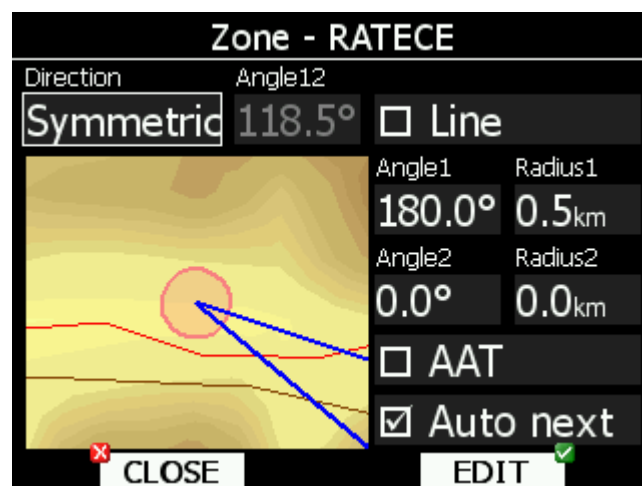 Zone - RATECE
Direction Angle12
Symmetric 118.5° Line
Angle1 Radius1
180.0° 0.5km
Angle2 Radius2
0.0° 0.0km
AAT
Auto next
CLOSE EDIT